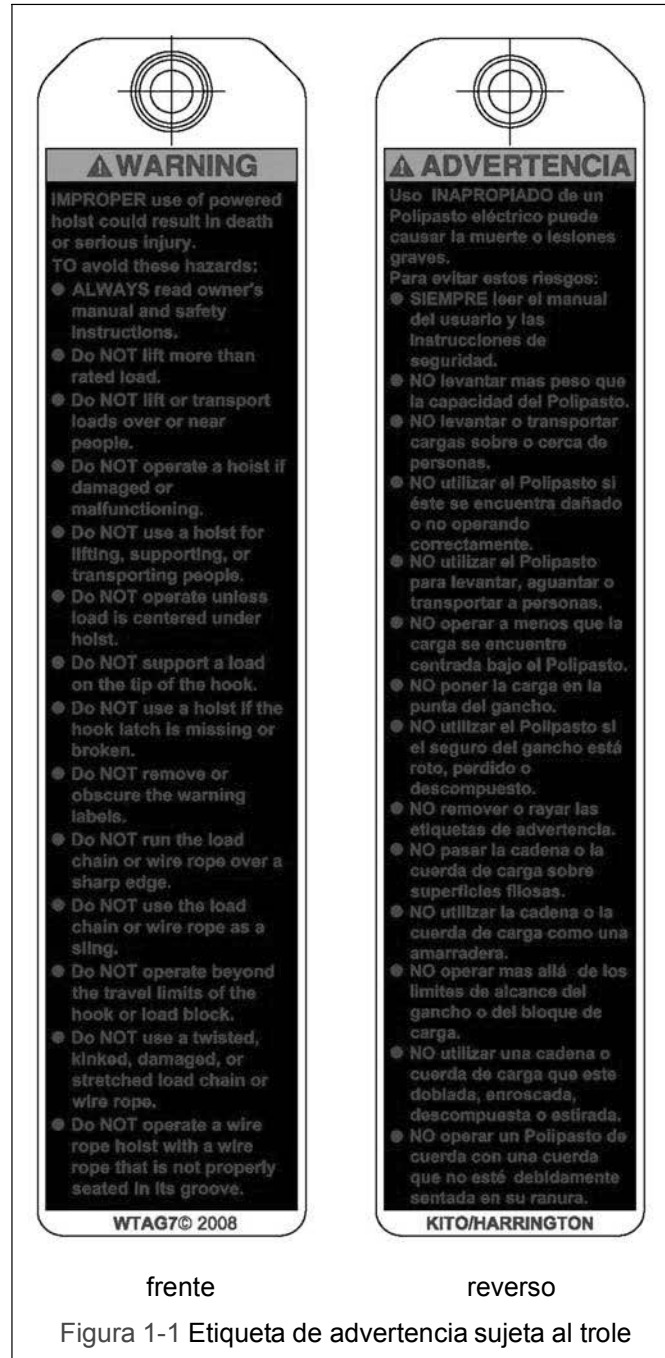 WARNING
IMPROPER use of powered
hoist could result in death
or serious injury.
TO avoid these hazards:
● ALWAYS read owner's
manual and safety
instructions.
● Do NOT lift more than
rated load.
● Do NOT lift or transport
loads over or near
people.
● Do NOT operate a hoist if
damaged or
malfunctioning.
● Do NOT use a hoist for
lifting, supporting, or
transporting people.
● Do NOT operate unless
load is centered under
hoist.
● Do NOT support a load
on the tip of the hook.
● Do NOT use a hoist if the
hook latch is missing or
broken.
● Do NOT remove or
obscure the warning
labels.
● Do NOT run the load
chain or wire rope over a
sharp edge.
● Do NOT use the load
chain or wire rope as a
sling.
● Do NOT operate beyond
the travel limits of the
hook or load block.
● Do NOT use a twisted,
kinked, damaged, or
stretched load chain or
wire rope.
● Do NOT operate a wire
rope hoist with a wire
rope that is not properly
seated in its groove.
WTAG7© 2008
frente
ADVERTENCIA
Uso INAPROPIADO de un
Polipasto eléctrico puede
causar la muerte o lesiones
graves.
Para evitar estos riesgos:
● SIEMPRE leer el manual
del usuario y las
instrucciones de
seguridad.
● NO levantar mas peso que
la capacidad del Polipasto.
● NO levantar o transportar
cargas sobre o cerca de
personas.
● NO utilizar el Polipasto si
éste se encuentra dañado
o no operando
correctamente.
● NO utilizar el Polipasto
para levantar, aguantar o
transportar a personas.
● NO operar a menos que la
carga se encuentre
centrada bajo el Polipasto.
● NO poner la carga en la
punta del gancho.
● NO utilizar el Polipasto si
el seguro del gancho está
roto, perdido o
descompuesto.
● NO remover o rayar las
etiquetas de advertencia.
● NO pasar la cadena o la
cuerda de carga sobre
superficies filosas.
● NO utilizar la cadena o la
cuerda de carga como una
amarradera.
● NO operar mas allá de los
limites de alcance del
gancho o del bloque de
carga.
● NO utilizar una cadena o
cuerda de carga que este
doblada, enroscada,
descompuesta o estirada.
● NO operar un Polipasto de
cuerda con una cuerda
que no esté debidamente
sentada en su ranura.
KITO/HARRINGTON
reverso
Figura 1-1 Etiqueta de advertencia sujeta al trole